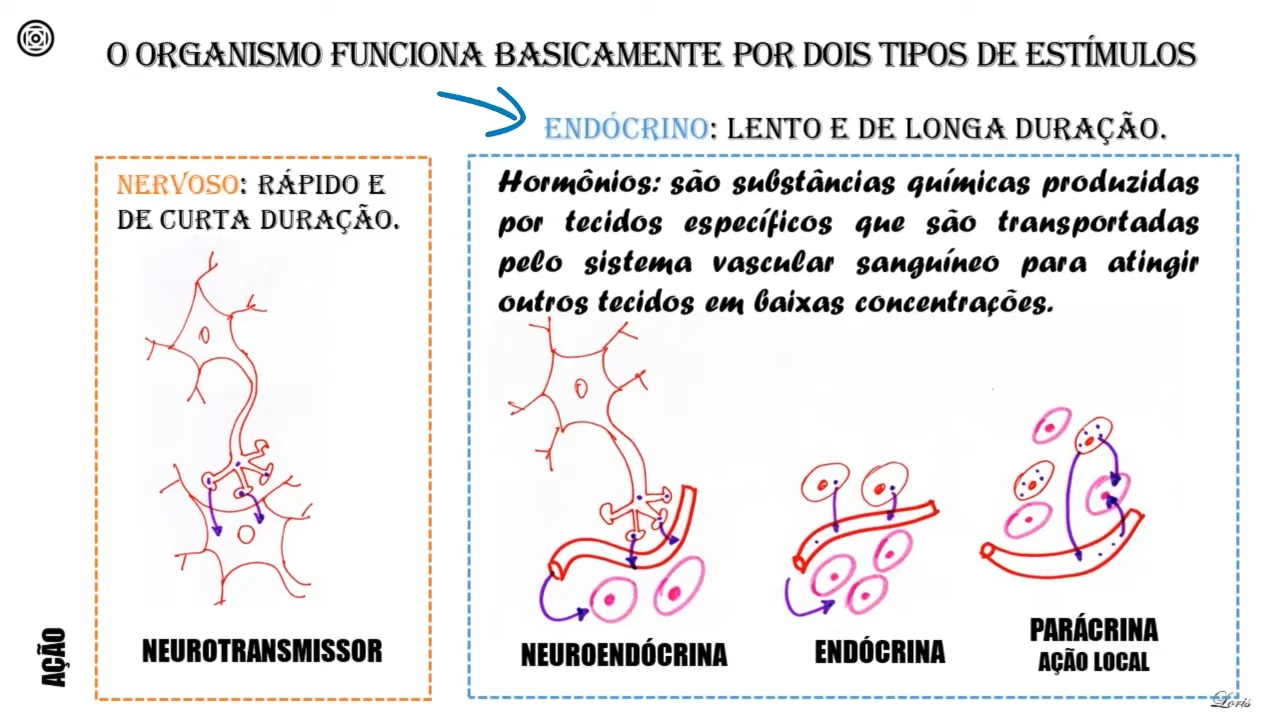 O ORGANISMO FUNCIONA BASICAMENTE POR DOIS TIPOS DE ESTÍMULOS
ENDÓCRINO: LENTO E DE LONGA DURAÇÃO.
NERVOSO: RÁPIDO E
DE CURTA DURAÇÃO.
Hormônios: são substâncias químicas produzidas
por tecidos específicos que são transportadas
pelo sistema vascular sanguíneo para atingir
outros tecidos em baixas concentrações.
AÇÃO
NEUROTRANSMISSOR
NEUROENDÓCRINA
ENDÓCRINA
PARÁCRINA
AÇÃO LOCAL
Loris